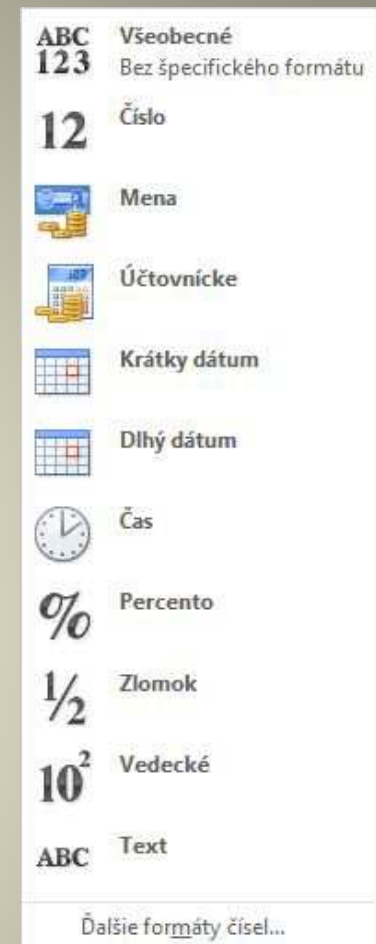 ABC
123
Všeobecné
Bez špecifického formátu
12
Číslo
Mena
Účtovnícke
Krátky dátum
Dlhý dátum
Čas
%
Percento
½
Zlomok
10²
Vedecké
ABC
Text
Ďalšie formáty čísel...